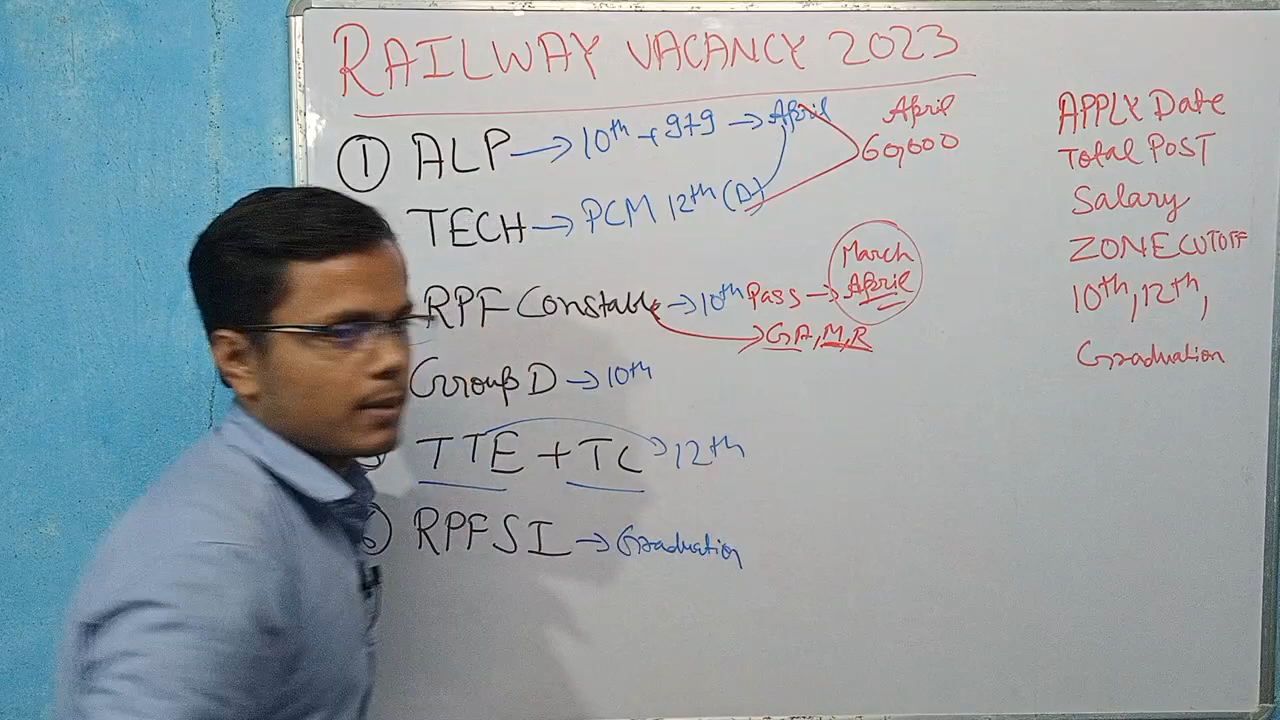 RAILWAY VACANCY 2023
① ALP → 10th + ITI → April
April
60,000
TECH → PCM 12th (D)
RPF Constable → 10th Pass → March April
→ GA, M, R
Group D → 10th
TTE + TC → 12th
⑥ RPF SI → Graduation
APPLY Date
Total POST
Salary
ZONE CUTOFF
10th, 12th,
Graduation